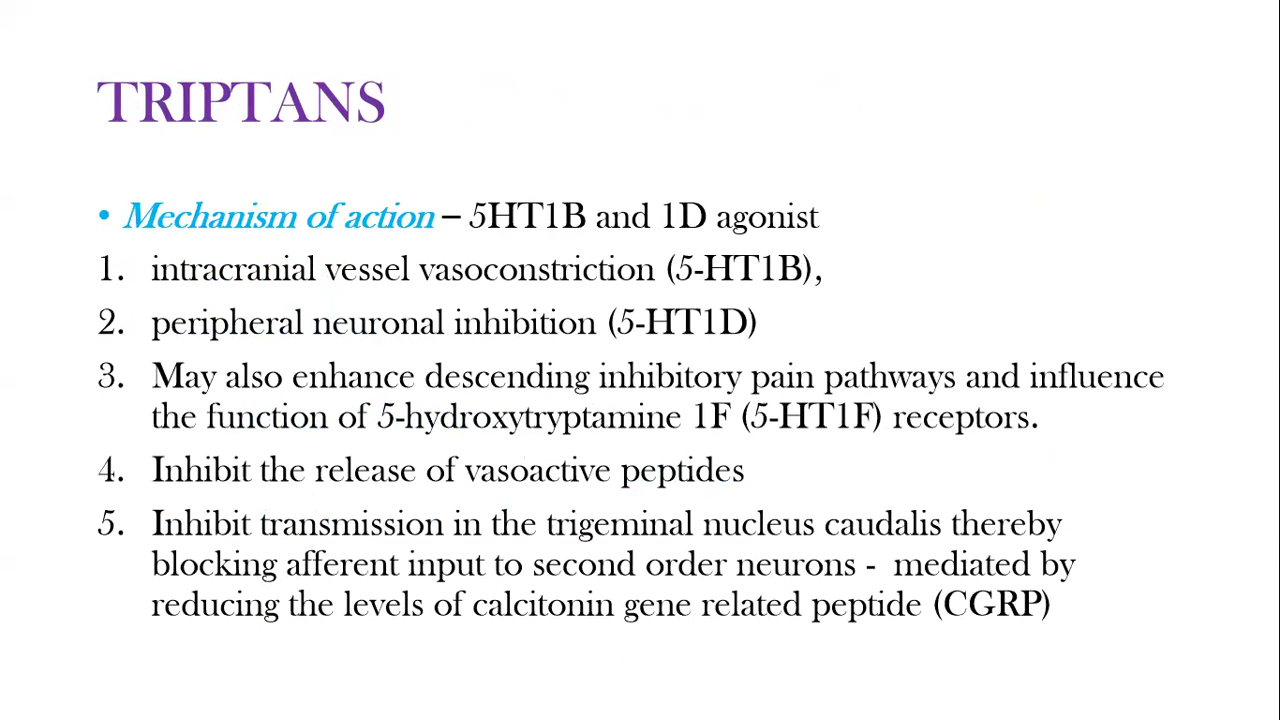 TRIPTANS
• Mechanism of action – 5HT1B and 1D agonist
1. intracranial vessel vasoconstriction (5-HT1B),
2. peripheral neuronal inhibition (5-HT1D)
3. May also enhance descending inhibitory pain pathways and influence
the function of 5-hydroxytryptamine 1F (5-HT1F) receptors.
4. Inhibit the release of vasoactive peptides
5. Inhibit transmission in the trigeminal nucleus caudalis thereby
blocking afferent input to second order neurons - mediated by
reducing the levels of calcitonin gene related peptide (CGRP)